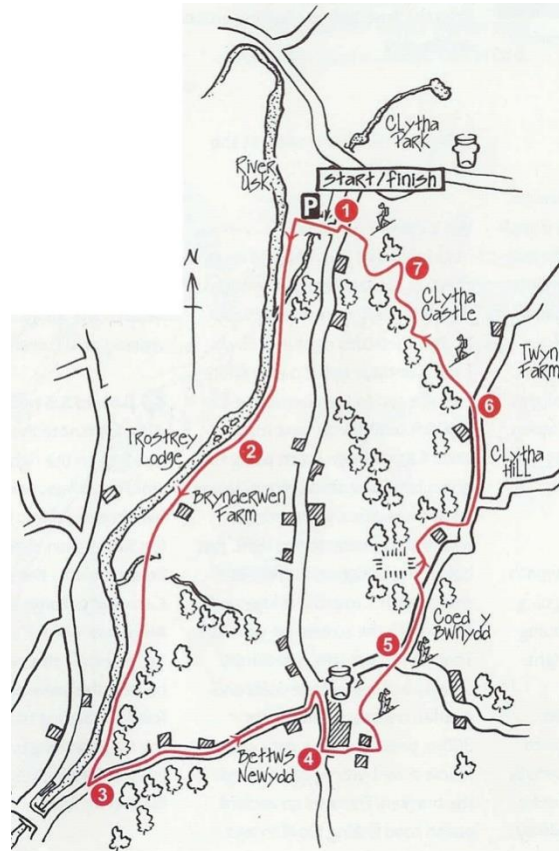 CLYTHA
PARK
RIVER
USK
start/finish
P
1
7
N
CLYTHA
CASTLE
TWYN
FARM
6
TROSTREY
LODGE
2
CLYTHA
HILL
BRYNDERWEN
FARM
COED Y
BWNYDD
5
BETTWS
NEWYDD
4
3